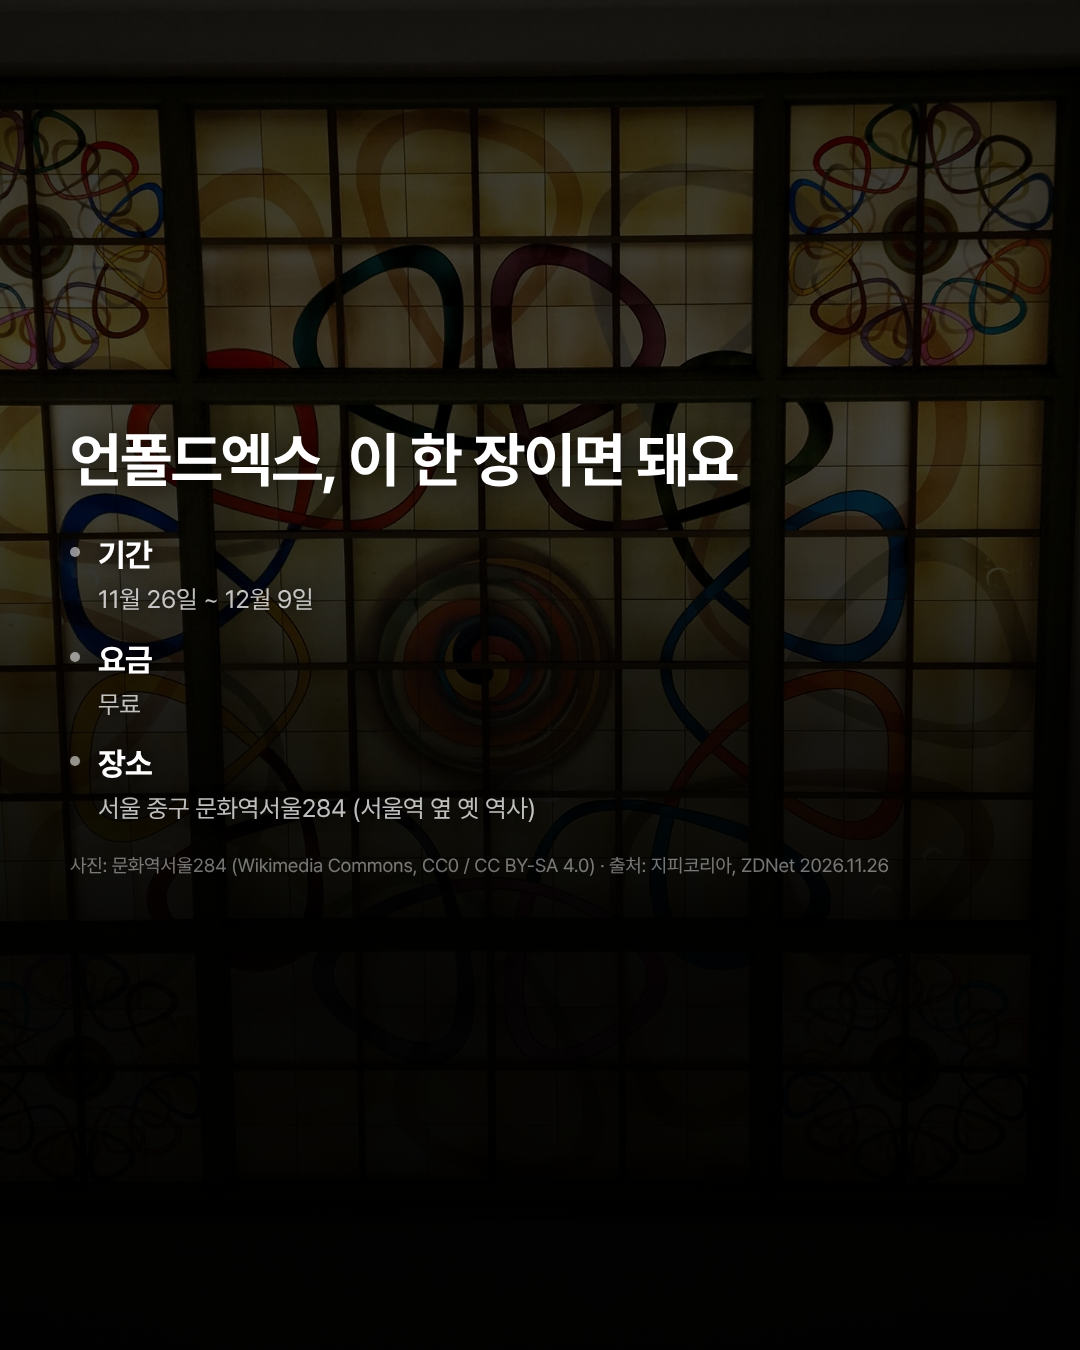 언폴드엑스, 이 한 장이면 돼요
• 기간
11월 26일 ~ 12월 9일
• 요금
무료
• 장소
서울 중구 문화역서울284 (서울역 옆 옛 역사)
사진: 문화역서울284 (Wikimedia Commons, CC0 / CC BY-SA 4.0) · 출처: 지피코리아, ZDNet 2026.11.26